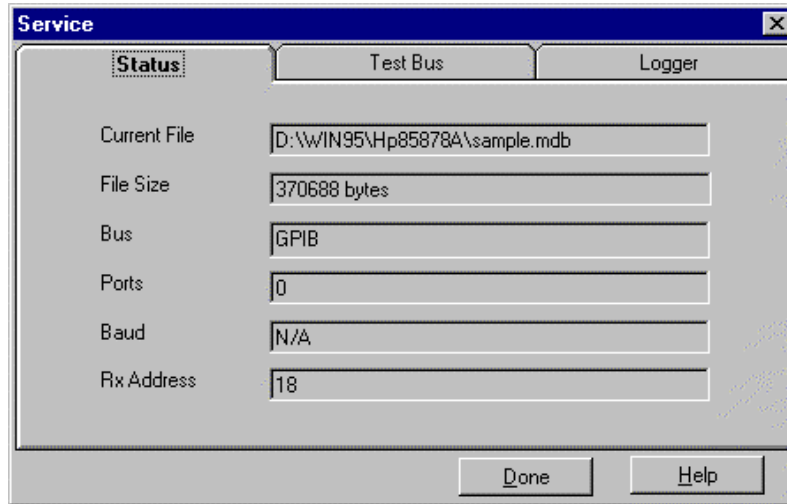 Service
Status Test Bus Logger
Current File D:\WIN95\Hp85878A\sample.mdb
File Size 370688 bytes
Bus GPIB
Ports 0
Baud N/A
Rx Address 18
Done Help